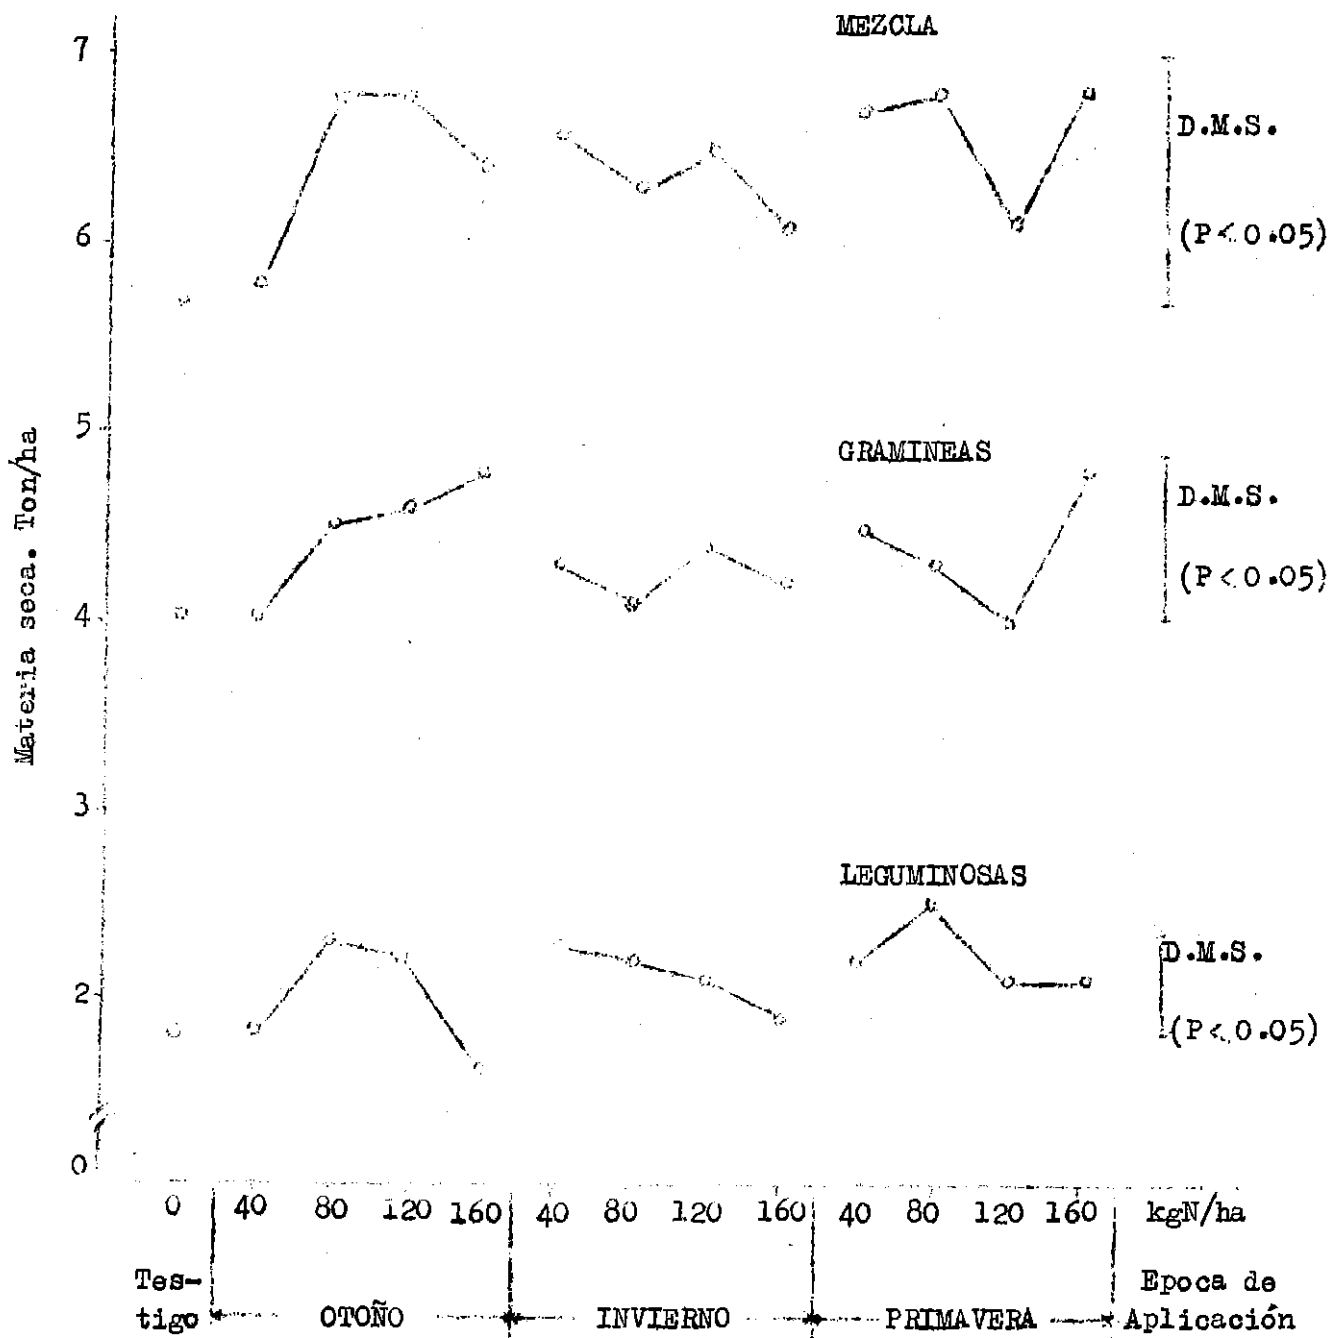 MEZCLA
7
D.M.S.
6
(P<0.05)
5
GRAMINEAS
D.M.S.
(P<0.05)
4
Materia seca. Ton/ha
3
LEGUMINOSAS
D.M.S.
2
(P<0.05)
0
0 40 80 120 160 40 80 120 160 40 80 120 160 kgN/ha
Tes-
tigo OTOÑO INVIERNO PRIMAVERA
Epoca de
Aplicación